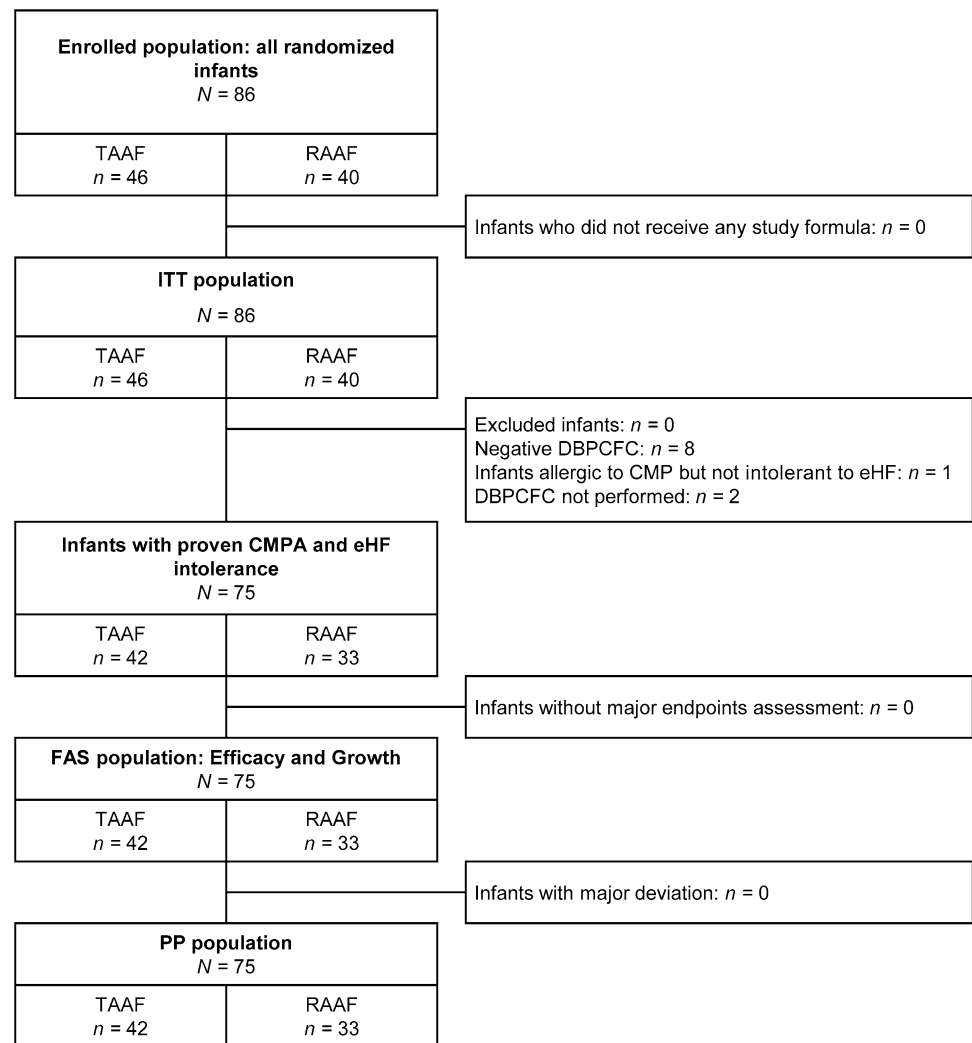 Enrolled population: all randomized
infants
N = 86
TAAF
n = 46
RAAF
n = 40
Infants who did not receive any study formula: n = 0
ITT population
N = 86
TAAF
n = 46
RAAF
n = 40
Excluded infants: n = 0
Negative DBPCFC: n = 8
Infants allergic to CMP but not intolerant to eHF: n = 1
DBPCFC not performed: n = 2
Infants with proven CMPA and eHF
intolerance
N = 75
TAAF
n = 42
RAAF
n = 33
Infants without major endpoints assessment: n = 0
FAS population: Efficacy and Growth
N = 75
TAAF
n = 42
RAAF
n = 33
Infants with major deviation: n = 0
PP population
N = 75
TAAF
n = 42
RAAF
n = 33